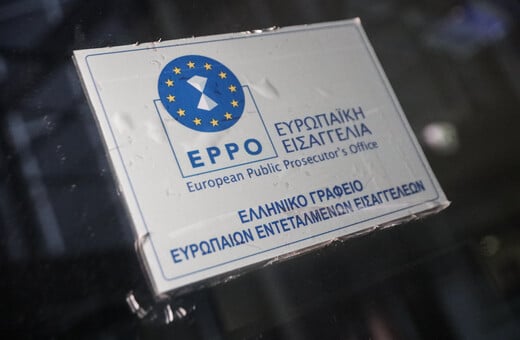 EPPO
ΕΥΡΩΠΑΪΚΗ
ΕΙΣΑΓΓΕΛΙΑ
European Public Prosecutor's Office
ΕΛΛΗΝΙΚΟ ΓΡΑΦΕΙΟ
ΕΥΡΩΠΑΙΩΝ ΕΝΤΕΤΑΛΜΕΝΩΝ ΕΙΣΑΓΓΕΛΕΩΝ